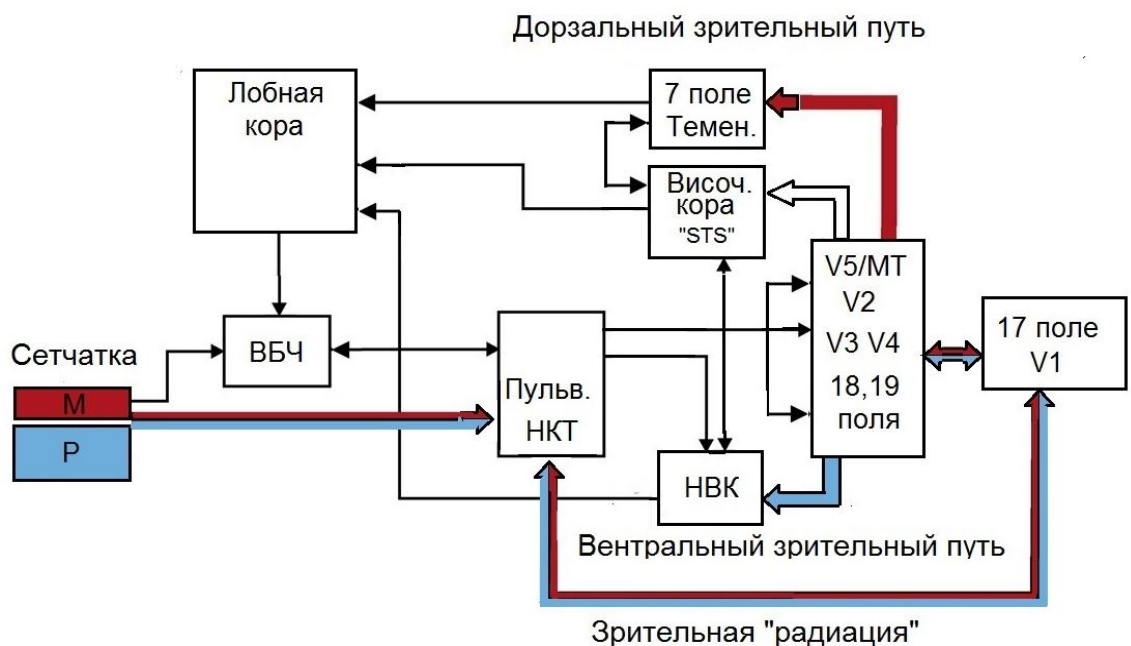 Дорзальный зрительный путь
Лобная
кора
7 поле
Темен.
Височ.
кора
"STS"
V5/MT
V2
V3 V4
18,19
поля
17 поле
V1
Сетчатка
М
Р
ВБЧ
Пульв.
НКТ
НВК
Вентральный зрительный путь
Зрительная "радиация"